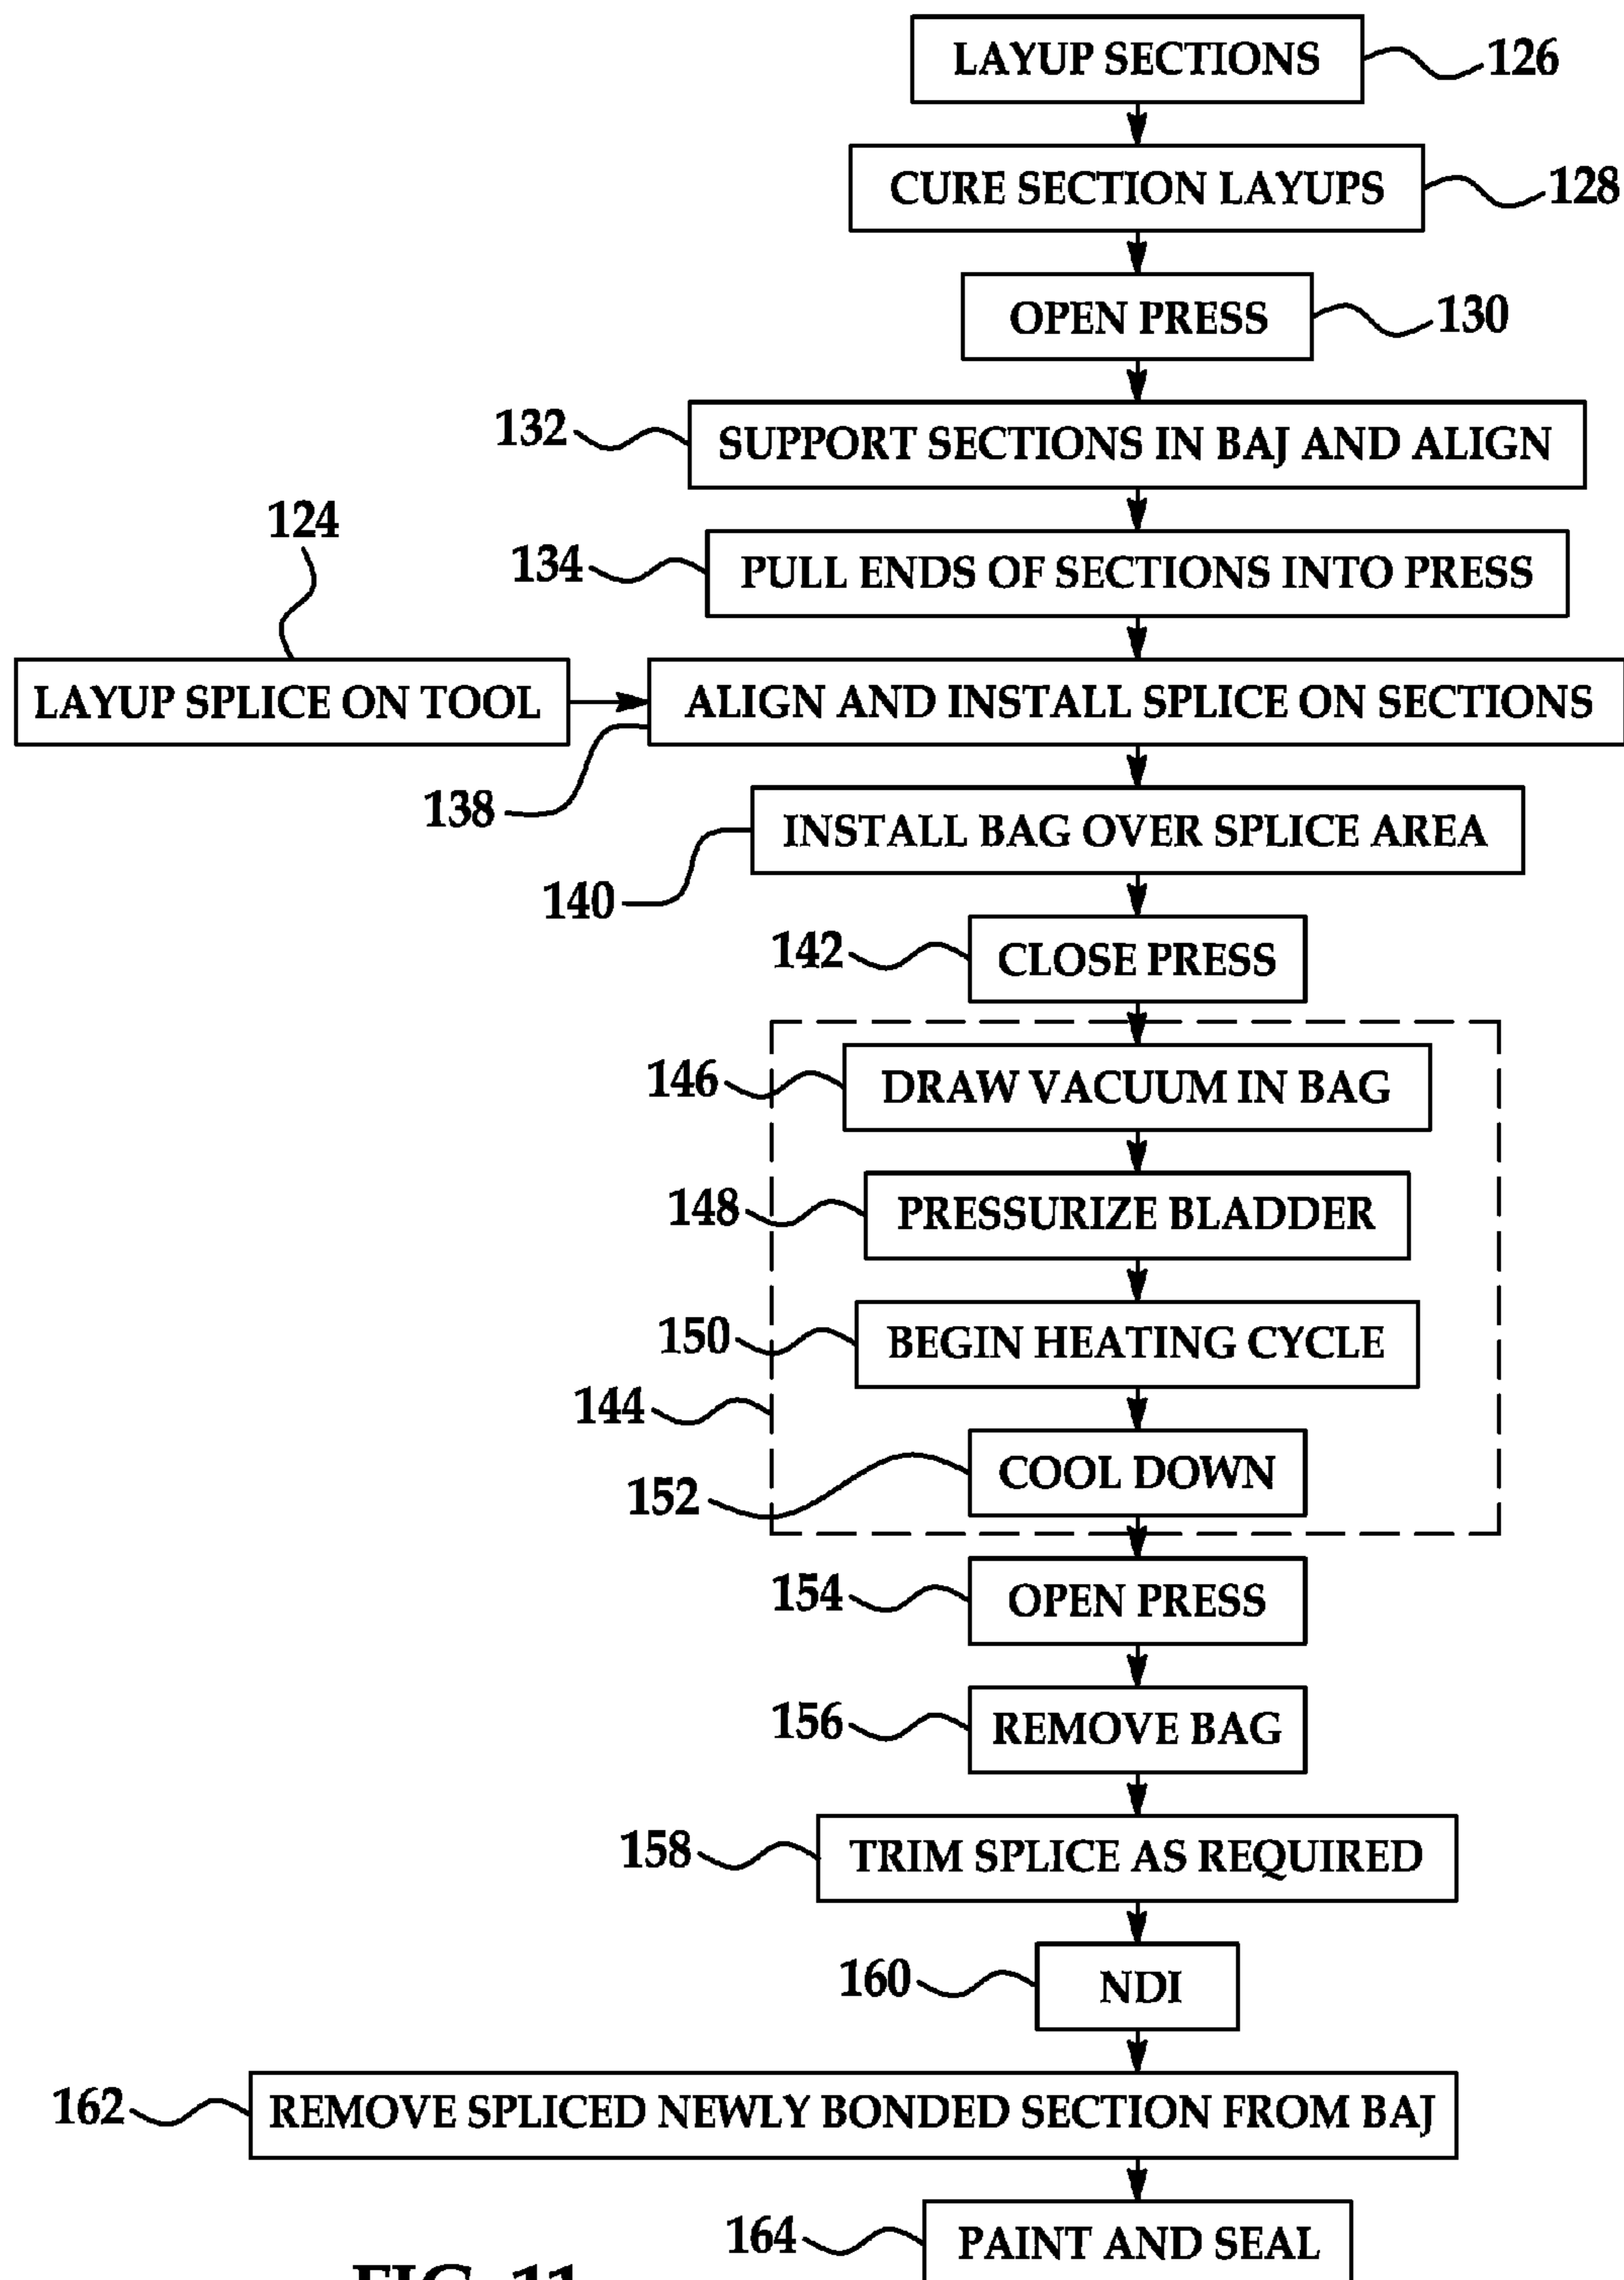 LAYUP SECTIONS
126
CURE SECTION LAYUPS
128
OPEN PRESS
130
132
SUPPORT SECTIONS IN BAJ AND ALIGN
124
134
PULL ENDS OF SECTIONS INTO PRESS
LAYUP SPLICE ON TOOL
ALIGN AND INSTALL SPLICE ON SECTIONS
138
INSTALL BAG OVER SPLICE AREA
140
142
CLOSE PRESS
146
DRAW VACUUM IN BAG
148
PRESSURIZE BLADDER
150
BEGIN HEATING CYCLE
144
152
COOL DOWN
154
OPEN PRESS
156
REMOVE BAG
158
TRIM SPLICE AS REQUIRED
160
NDI
162
REMOVE SPLICED NEWLY BONDED SECTION FROM BAJ
164
PAINT AND SEAL
FIG. 11